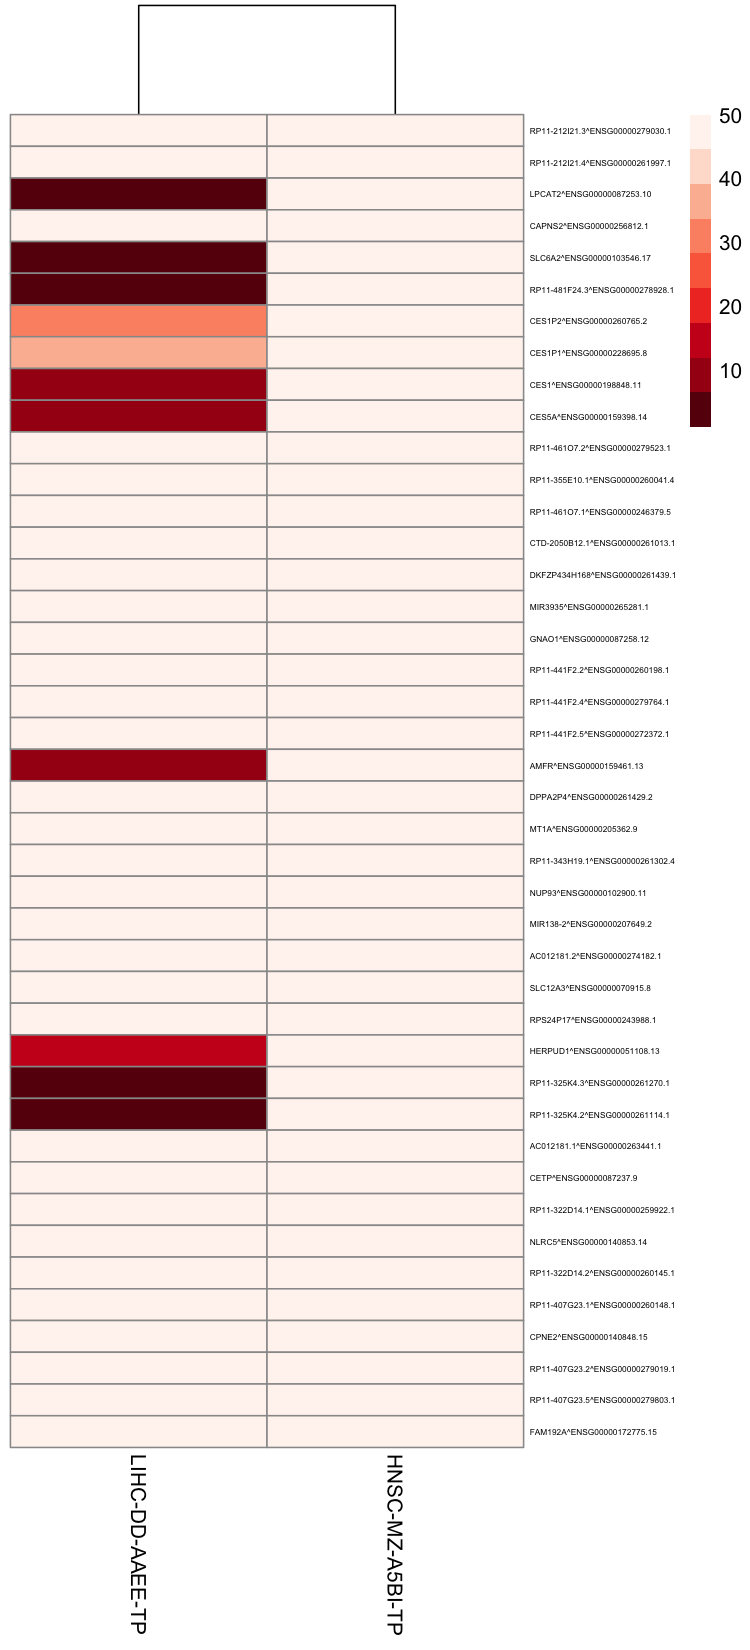 50
40
30
20
10
RP11-212I21.3^ENSG00000279030.1
RP11-212I21.4^ENSG00000261997.1
LPCAT2^ENSG00000087253.10
CAPNS2^ENSG00000256812.1
SLC6A2^ENSG00000103546.17
RP11-481F24.3^ENSG00000278928.1
CES1P2^ENSG00000260765.2
CES1P1^ENSG00000228695.8
CES1^ENSG00000198848.11
CES5A^ENSG00000159398.14
RP11-461O7.2^ENSG00000279523.1
RP11-355E10.1^ENSG00000260041.4
RP11-461O7.1^ENSG00000246379.5
CTD-2050B12.1^ENSG00000261013.1
DKFZP434H168^ENSG00000261439.1
MIR3935^ENSG00000265281.1
GNAO1^ENSG00000087258.12
RP11-441F2.2^ENSG00000260198.1
RP11-441F2.4^ENSG00000279764.1
RP11-441F2.5^ENSG00000272372.1
AMFR^ENSG00000159461.13
DPPA2P4^ENSG00000261429.2
MT1A^ENSG00000205362.9
RP11-343H19.1^ENSG00000261302.4
NUP93^ENSG00000102900.11
MIR138-2^ENSG00000207649.2
AC012181.2^ENSG00000274182.1
SLC12A3^ENSG00000070915.8
RPS24P17^ENSG00000243988.1
HERPUD1^ENSG00000051108.13
RP11-325K4.3^ENSG00000261270.1
RP11-325K4.2^ENSG00000261114.1
AC012181.1^ENSG00000263441.1
CETP^ENSG00000087237.9
RP11-322D14.1^ENSG00000259922.1
NLRC5^ENSG00000140853.14
RP11-322D14.2^ENSG00000260145.1
RP11-407G23.1^ENSG00000260148.1
CPNE2^ENSG00000140848.15
RP11-407G23.2^ENSG00000279019.1
RP11-407G23.5^ENSG00000279803.1
FAM192A^ENSG00000172775.15
LIHC-DD-AAEE-TP
HNSC-MZ-A5BI-TP